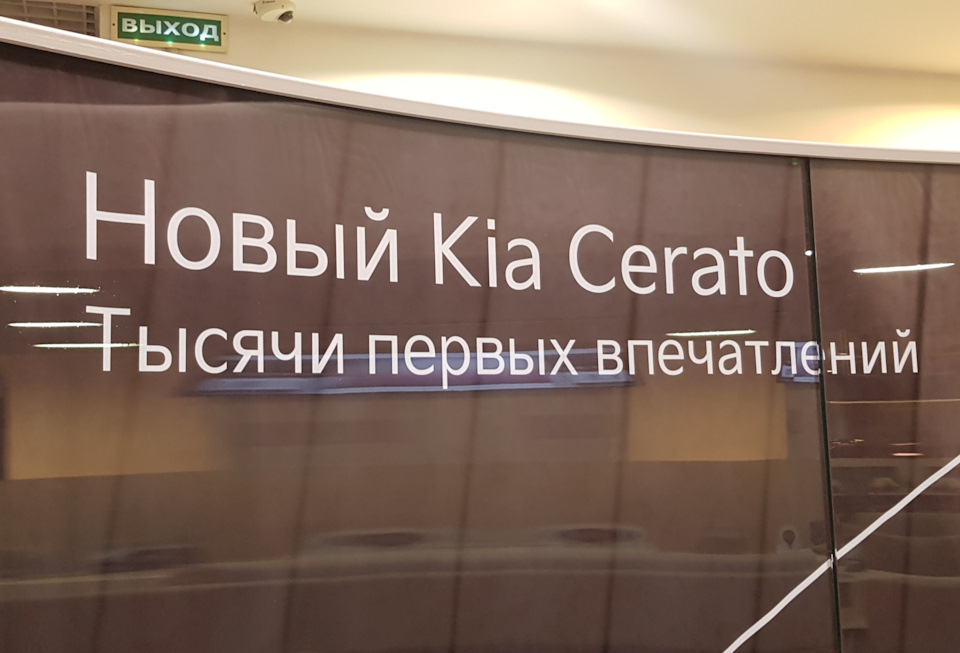 ВЫХОД
Новый Kia Cerato
Тысячи первых впечатлений